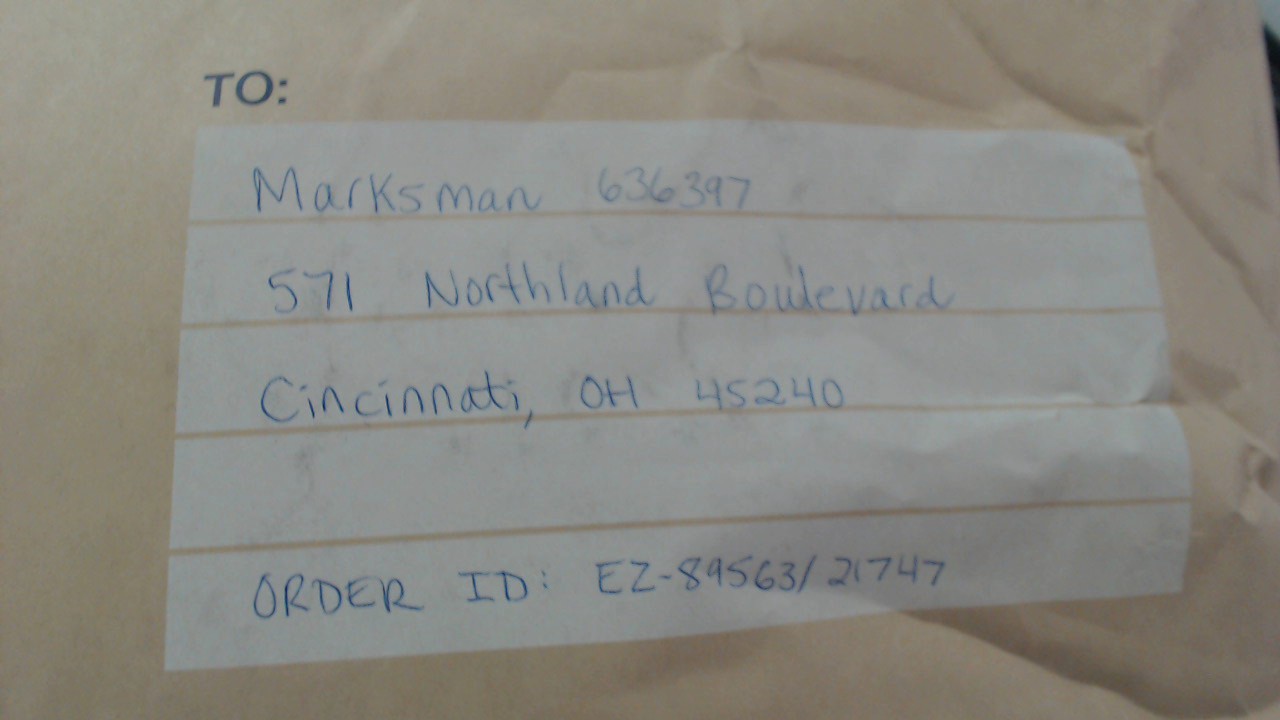 TO:
Marksman 636397
571 Northland Boulevard
Cincinnati, OH 45240
ORDER ID: EZ-89563/21747